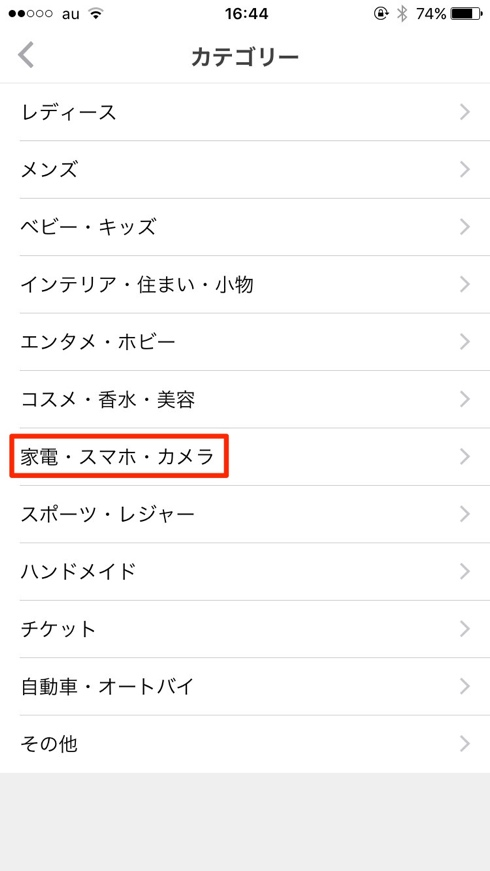 au 16:44 74%
カテゴリー
レディース
メンズ
ベビー・キッズ
インテリア・住まい・小物
エンタメ・ホビー
コスメ・香水・美容
家電・スマホ・カメラ
スポーツ・レジャー
ハンドメイド
チケット
自動車・オートバイ
その他